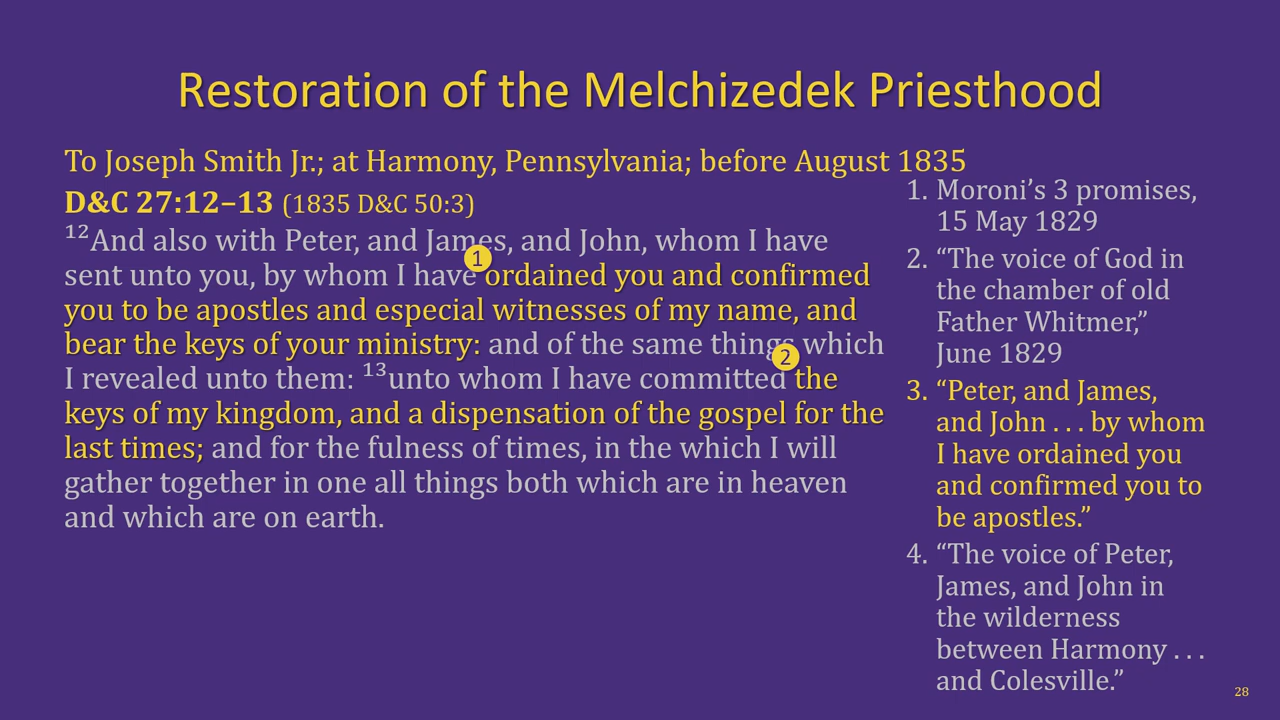 Restoration of the Melchizedek Priesthood
To Joseph Smith Jr.; at Harmony, Pennsylvania; before August 1835
D&C 27:12–13 (1835 D&C 50:3)
¹²And also with Peter, and James, and John, whom I have
sent unto you, by whom I have ❶ordained you and confirmed
you to be apostles and especial witnesses of my name, and
bear the keys of your ministry: and of the same things which
I revealed unto them: ¹³unto whom I have committed ❷the
keys of my kingdom, and a dispensation of the gospel for the
last times; and for the fulness of times, in the which I will
gather together in one all things both which are in heaven
and which are on earth.
1. Moroni’s 3 promises,
15 May 1829
2. “The voice of God in
the chamber of old
Father Whitmer,”
June 1829
3. “Peter, and James,
and John . . . by whom
I have ordained you
and confirmed you to
be apostles.”
4. “The voice of Peter,
James, and John in
the wilderness
between Harmony . . .
and Colesville.”
28